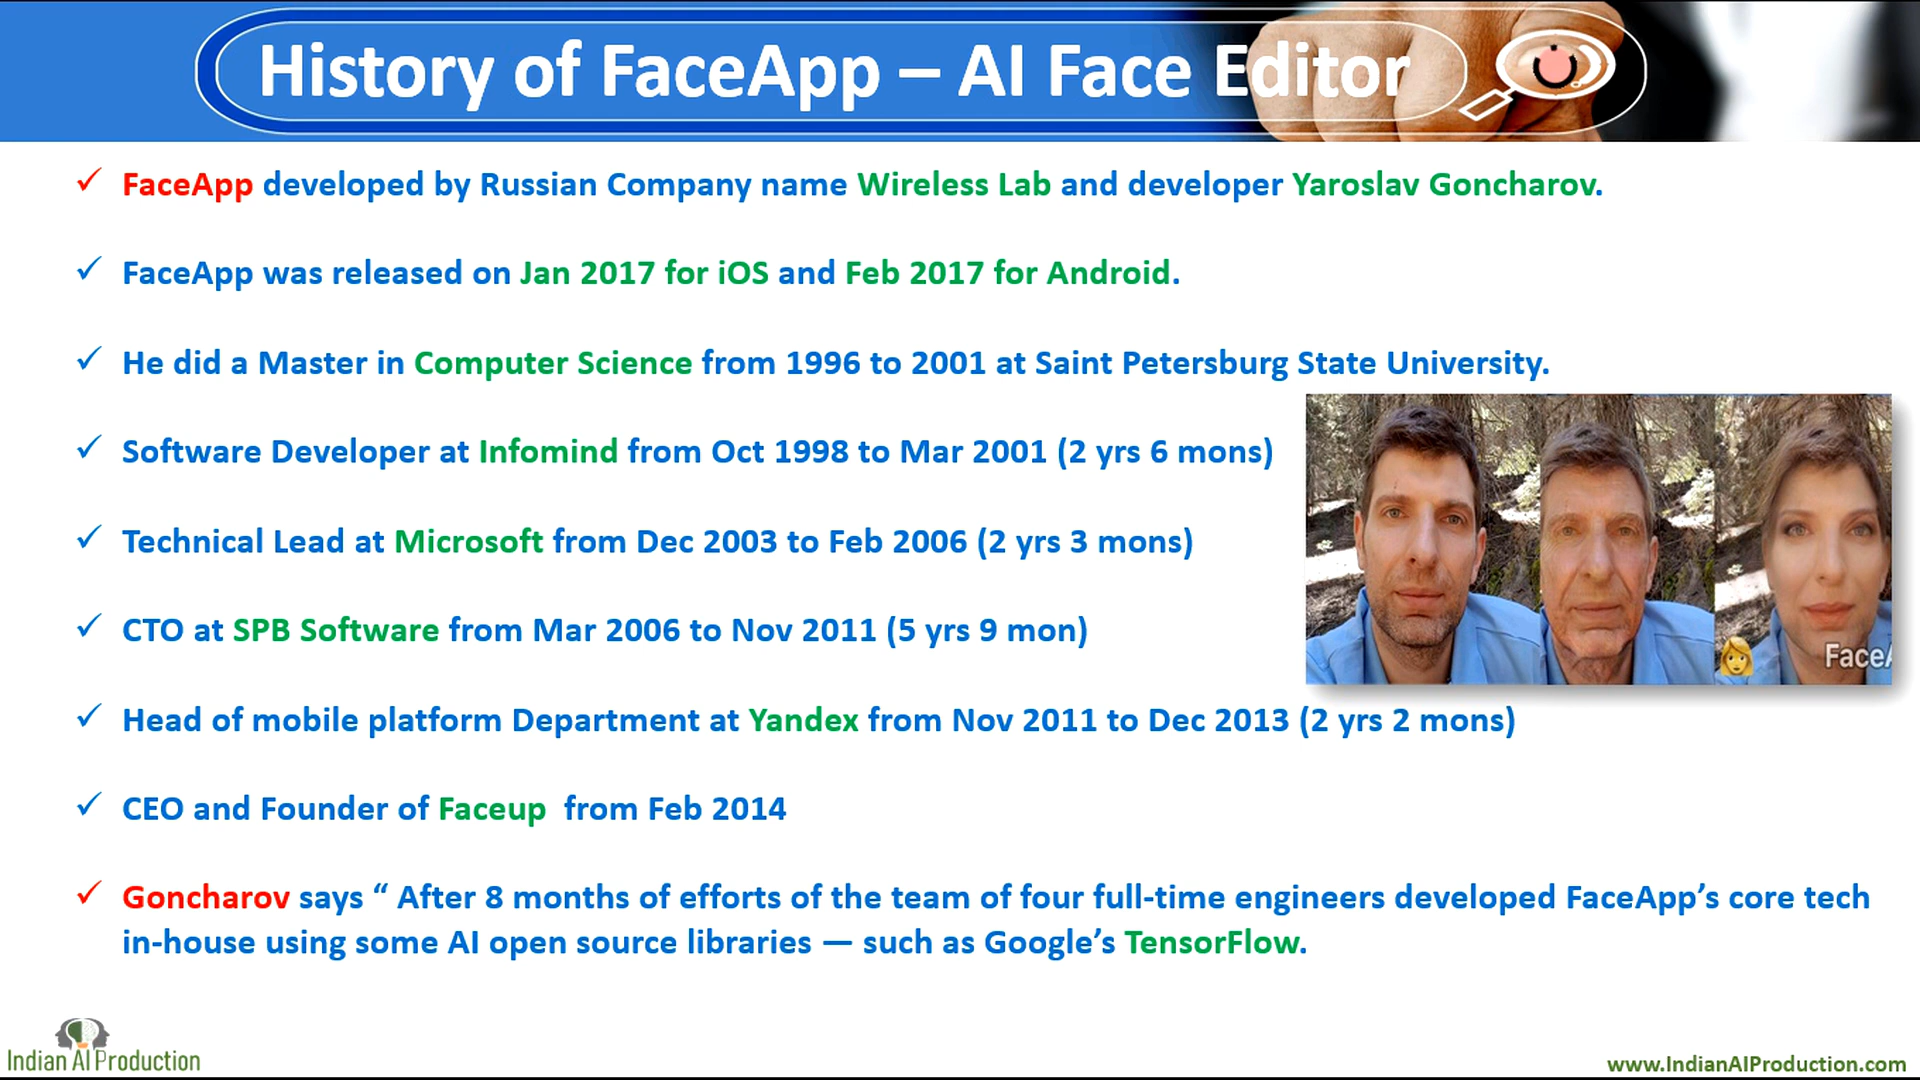 History of FaceApp – AI Face Editor
FaceApp developed by Russian Company name Wireless Lab and developer Yaroslav Goncharov.
FaceApp was released on Jan 2017 for iOS and Feb 2017 for Android.
He did a Master in Computer Science from 1996 to 2001 at Saint Petersburg State University.
Software Developer at Infomind from Oct 1998 to Mar 2001 (2 yrs 6 mons)
Technical Lead at Microsoft from Dec 2003 to Feb 2006 (2 yrs 3 mons)
CTO at SPB Software from Mar 2006 to Nov 2011 (5 yrs 9 mon)
FaceA
Head of mobile platform Department at Yandex from Nov 2011 to Dec 2013 (2 yrs 2 mons)
CEO and Founder of Faceup from Feb 2014
Goncharov says “ After 8 months of efforts of the team of four full-time engineers developed FaceApp’s core tech
in-house using some AI open source libraries — such as Google’s TensorFlow.
Indian AI Production
www.IndianAIProduction.com